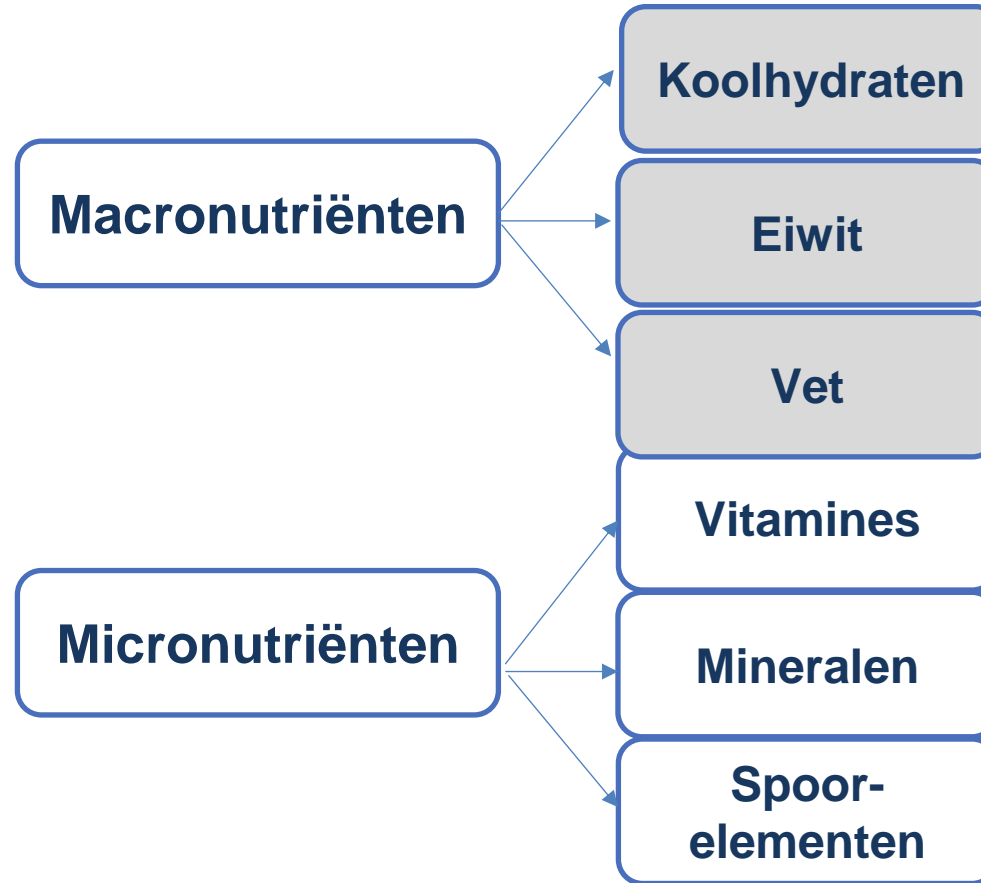 Macronutriënten
Koolhydraten
Eiwit
Vet
Micronutriënten
Vitamines
Mineralen
Spoor-
elementen